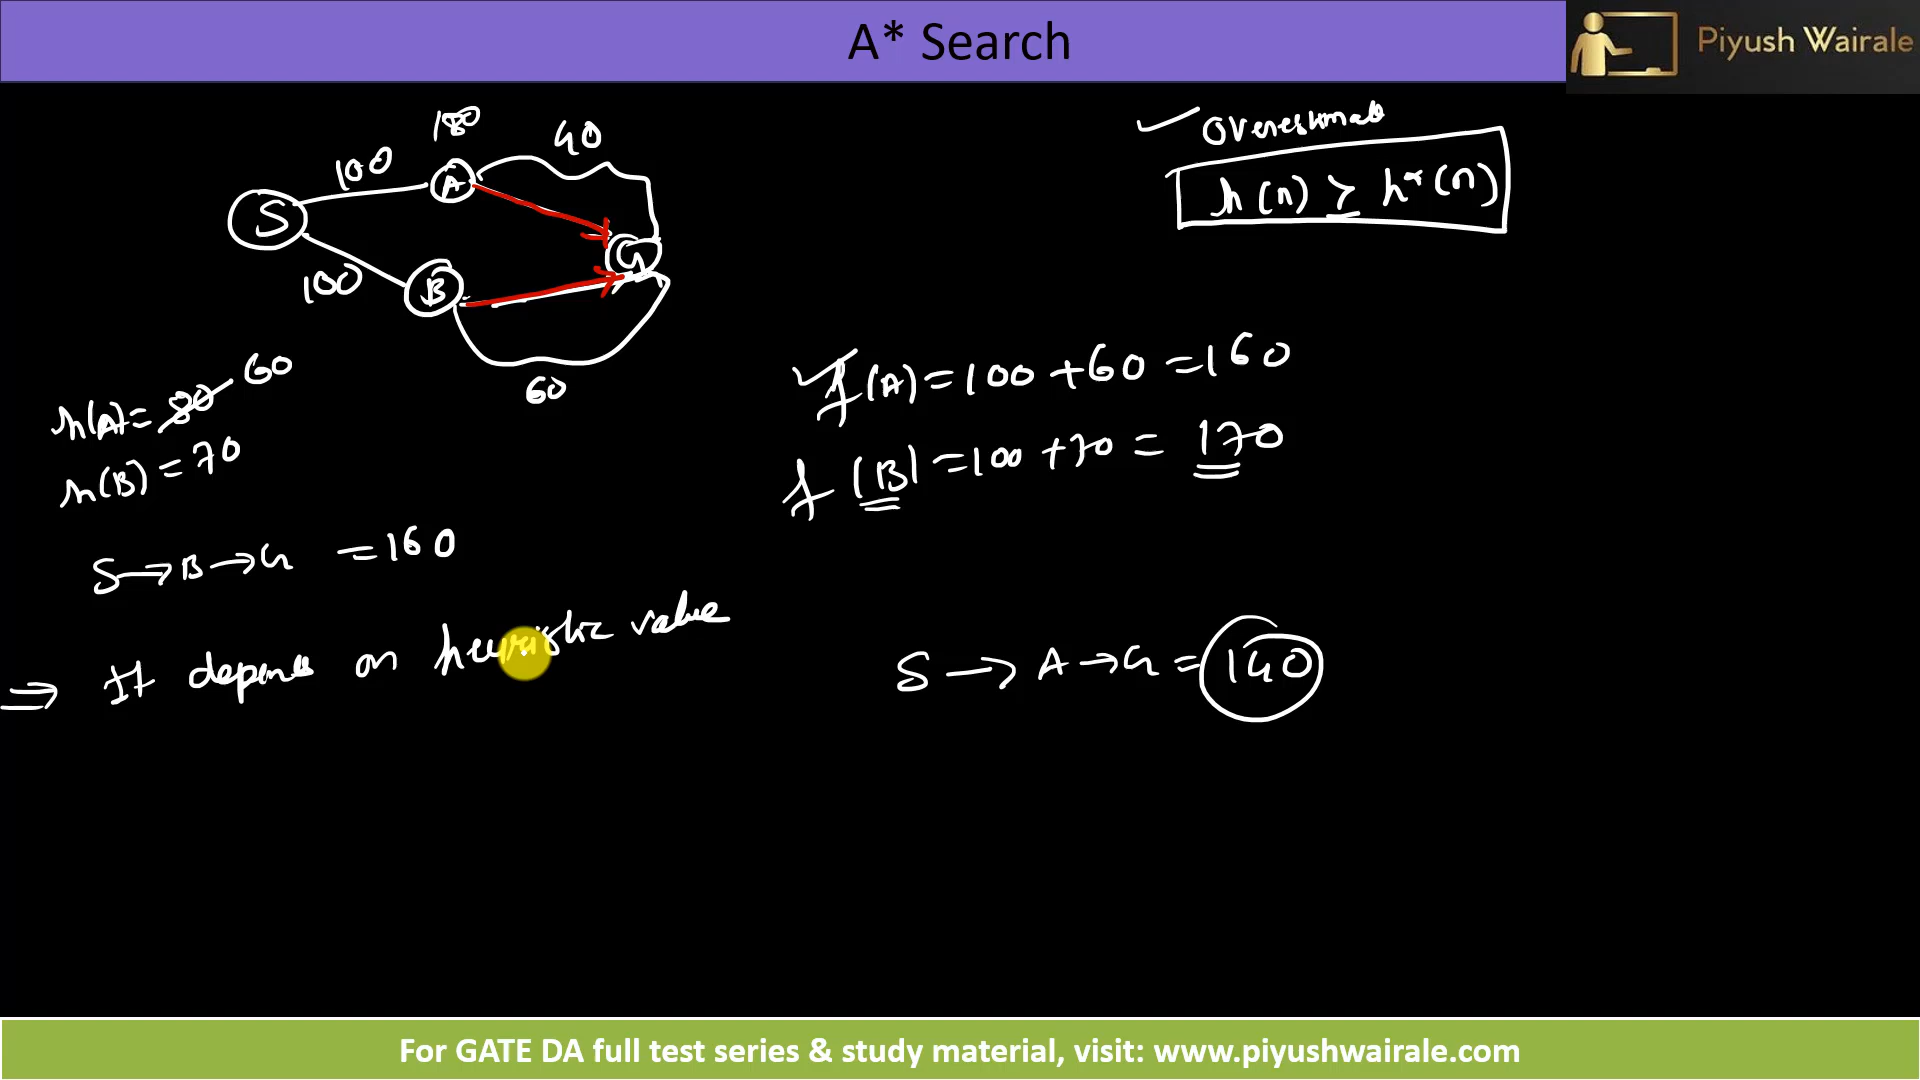 A* Search
Piyush Wairale
180
40
100
A
S
G
100
B
60
Overestimate
h(n) ≥ h*(n)
h(A) = 80 60
h(B) = 70
f(A) = 100 + 60 = 160
f(B) = 100 + 70 = 170
S → B → G = 160
⇒ It depends on heuristic value
S → A → G = 140
For GATE DA full test series & study material, visit: www.piyushwairale.com